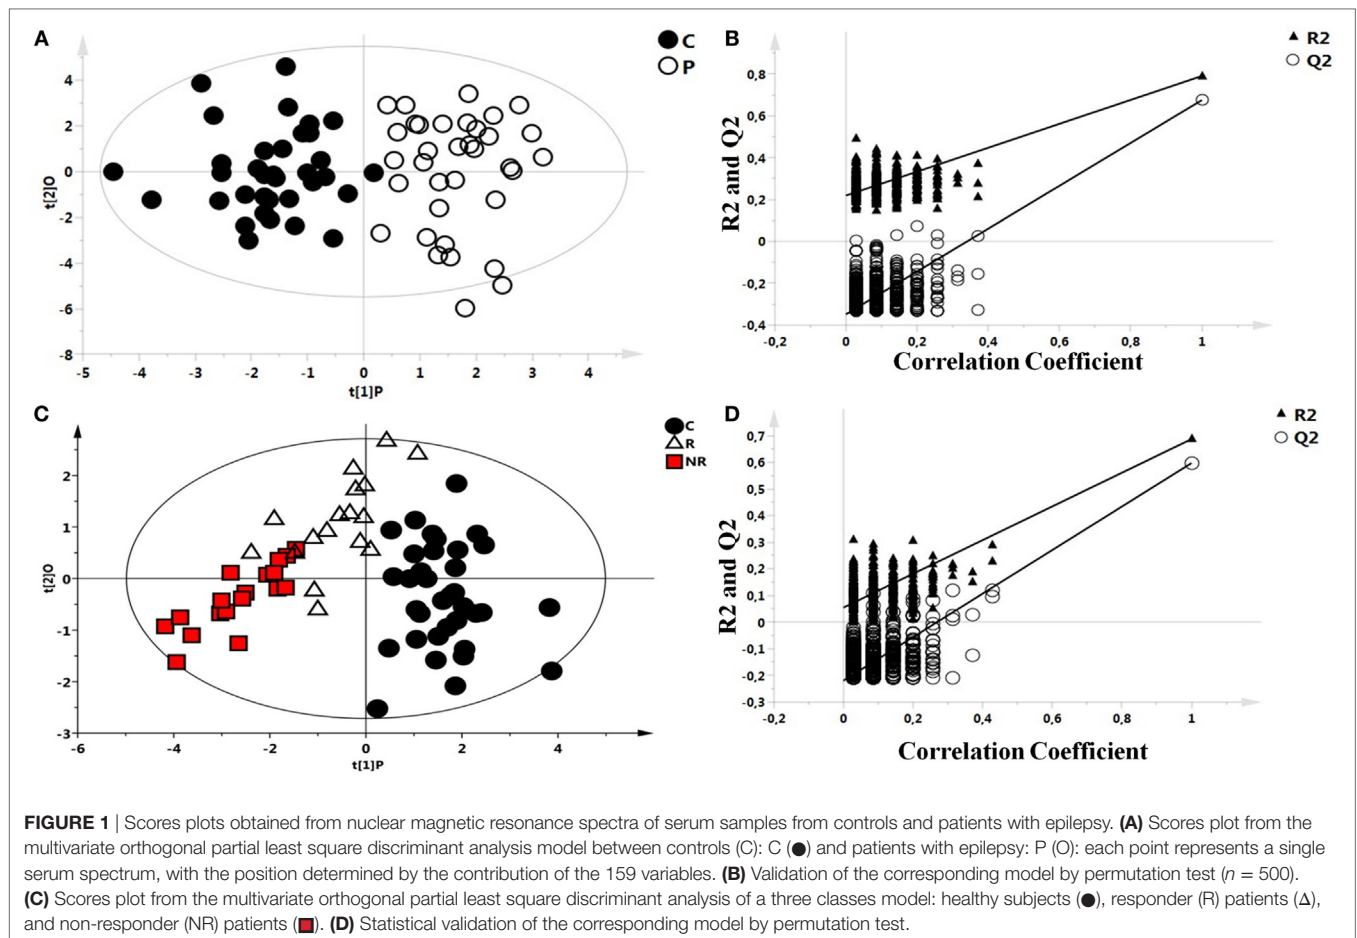 A
C
P
t[2]O
4
2
0
-2
-4
-6
-8
-5
-4
-3
-2
-1
0
1
2
3
4
t[1]P
B
R2
Q2
R2 and Q2
0,8
0,6
0,4
0,2
0
-0,2
-0,4
-0,2
0
0,2
0,4
0,6
0,8
1
Correlation Coefficient
C
C
R
NR
t[2]O
2
1
0
-1
-2
-3
-6
-4
-2
0
2
4
t[1]P
D
R2
Q2
R2 and Q2
0,7
0,6
0,5
0,4
0,3
0,2
0,1
0
-0,1
-0,2
-0,3
-0,2
0
0,2
0,4
0,6
0,8
1
Correlation Coefficient
FIGURE 1 | Scores plots obtained from nuclear magnetic resonance spectra of serum samples from controls and patients with epilepsy. (A) Scores plot from the
multivariate orthogonal partial least square discriminant analysis model between controls (C): C (●) and patients with epilepsy: P (O): each point represents a single
serum spectrum, with the position determined by the contribution of the 159 variables. (B) Validation of the corresponding model by permutation test (n = 500).
(C) Scores plot from the multivariate orthogonal partial least square discriminant analysis of a three classes model: healthy subjects (●), responder (R) patients (Δ),
and non-responder (NR) patients (■). (D) Statistical validation of the corresponding model by permutation test.